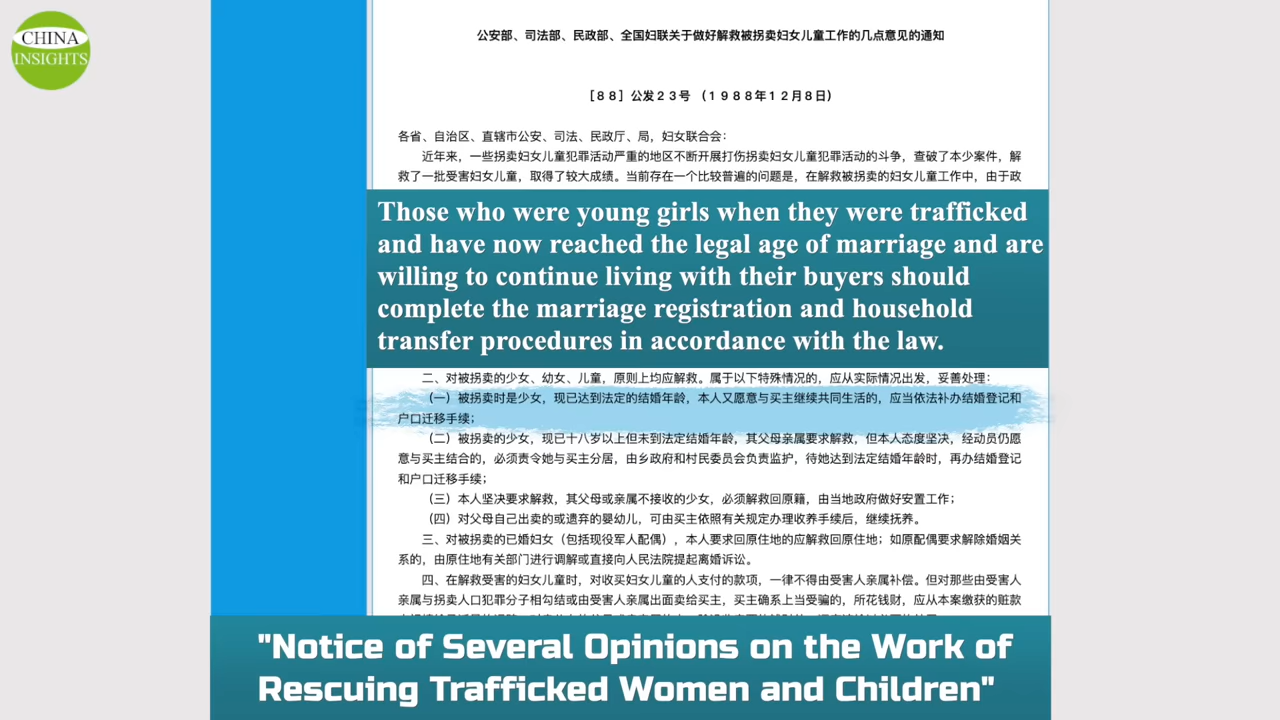 CHINA
INSIGHTS
公安部、司法部、民政部、全国妇联关于做好解救被拐卖妇女儿童工作的几点意见的通知
［８８］公发２３号 （１９８８年１２月８日）
各省、自治区、直辖市公安、司法、民政厅、局，妇女联合会：
近年来，一些拐卖妇女儿童犯罪活动严重的地区不断开展打伤拐卖妇女儿童犯罪活动的斗争，查破了本少案件，解
救了一批受害妇女儿童，取得了较大成绩。当前存在一个比较普遍的问题是，在解救被拐卖的妇女儿童工作中，由于政
Those who were young girls when they were trafficked
and have now reached the legal age of marriage and are
willing to continue living with their buyers should
complete the marriage registration and household
transfer procedures in accordance with the law.
二、对被拐卖的少女、幼女、儿童，原则上均应解救。属于以下特殊情况的，应从实际情况出发，妥善处理：
（一）被拐卖时是少女，现已达到法定的结婚年龄，本人又愿意与买主继续共同生活的，应当依法补办结婚登记和
户口迁移手续；
（二）被拐卖的少女，现已十八岁以上但未到法定结婚年龄，其父母亲属要求解救，但本人态度坚决，经动员仍愿
意与买主结合的，必须责令她与买主分居，由乡政府和村民委员会负责监护，待她达到法定结婚年龄时，再办结婚登记
和户口迁移手续；
（三）本人坚决要求解救，其父母或亲属不接收的少女，必须解救回原籍，由当地政府做好安置工作；
（四）对父母自己出卖的或遗弃的婴幼儿，可由买主依照有关规定办理收养手续后，继续抚养。
三、对被拐卖的已婚妇女（包括现役军人配偶），本人要求回原住地的应解救回原住地；如原配偶要求解除婚姻关
系的，由原住地有关部门进行调解或直接向人民法院提起离婚诉讼。
四、在解救受害的妇女儿童时，对收买妇女儿童的人支付的款项，一律不得由受害人亲属补偿。但对那些由受害人
亲属与拐卖人口犯罪分子相勾结或由受害人亲属出面卖给买主，买主确系上当受骗的，所花钱财，应从本案缴获的赃款
"Notice of Several Opinions on the Work of
Rescuing Trafficked Women and Children"